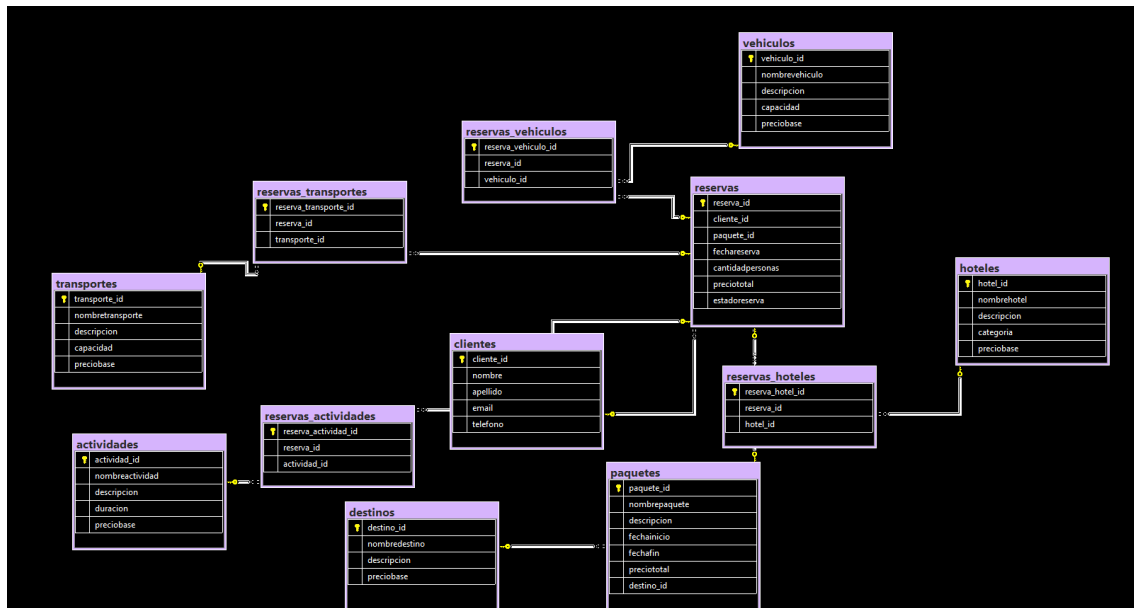 vehiculos
vehiculo_id
nombrevehiculo
descripcion
capacidad
preciobase
reservas_vehiculos
reserva_vehiculo_id
reserva_id
vehiculo_id
reservas_transportes
reserva_transporte_id
reserva_id
transporte_id
reservas
reserva_id
cliente_id
paquete_id
fechareserva
cantidadpersonas
preciototal
estadoreserva
hoteles
hotel_id
nombrehotel
descripcion
categoria
preciobase
transportes
transporte_id
nombretransporte
descripcion
capacidad
preciobase
clientes
cliente_id
nombre
apellido
email
telefono
reservas_hoteles
reserva_hotel_id
reserva_id
hotel_id
reservas_actividades
reserva_actividad_id
reserva_id
actividad_id
actividades
actividad_id
nombreactividad
descripcion
duracion
preciobase
paquetes
paquete_id
nombrepaquete
descripcion
fechainicio
fechafin
preciototal
destino_id
destinos
destino_id
nombredestino
descripcion
preciobase